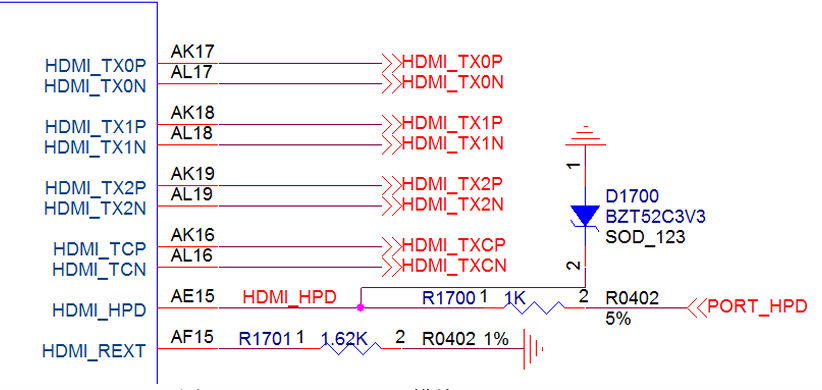 HDMI_TX0P AK17 HDMI_TX0P
HDMI_TX0N AL17 HDMI_TX0N
HDMI_TX1P AK18 HDMI_TX1P
HDMI_TX1N AL18 HDMI_TX1N
1
HDMI_TX2P AK19 HDMI_TX2P
HDMI_TX2N AL19 HDMI_TX2N
D1700
BZT52C3V3
SOD_123
HDMI_TCP AK16 HDMI_TXCP
HDMI_TCN AL16 HDMI_TXCN
2
HDMI_HPD AE15 HDMI_HPD R1700 1 1K 2 R0402 PORT_HPD
5%
HDMI_REXT AF15 R1701 1 1.62K 2 R0402 1%